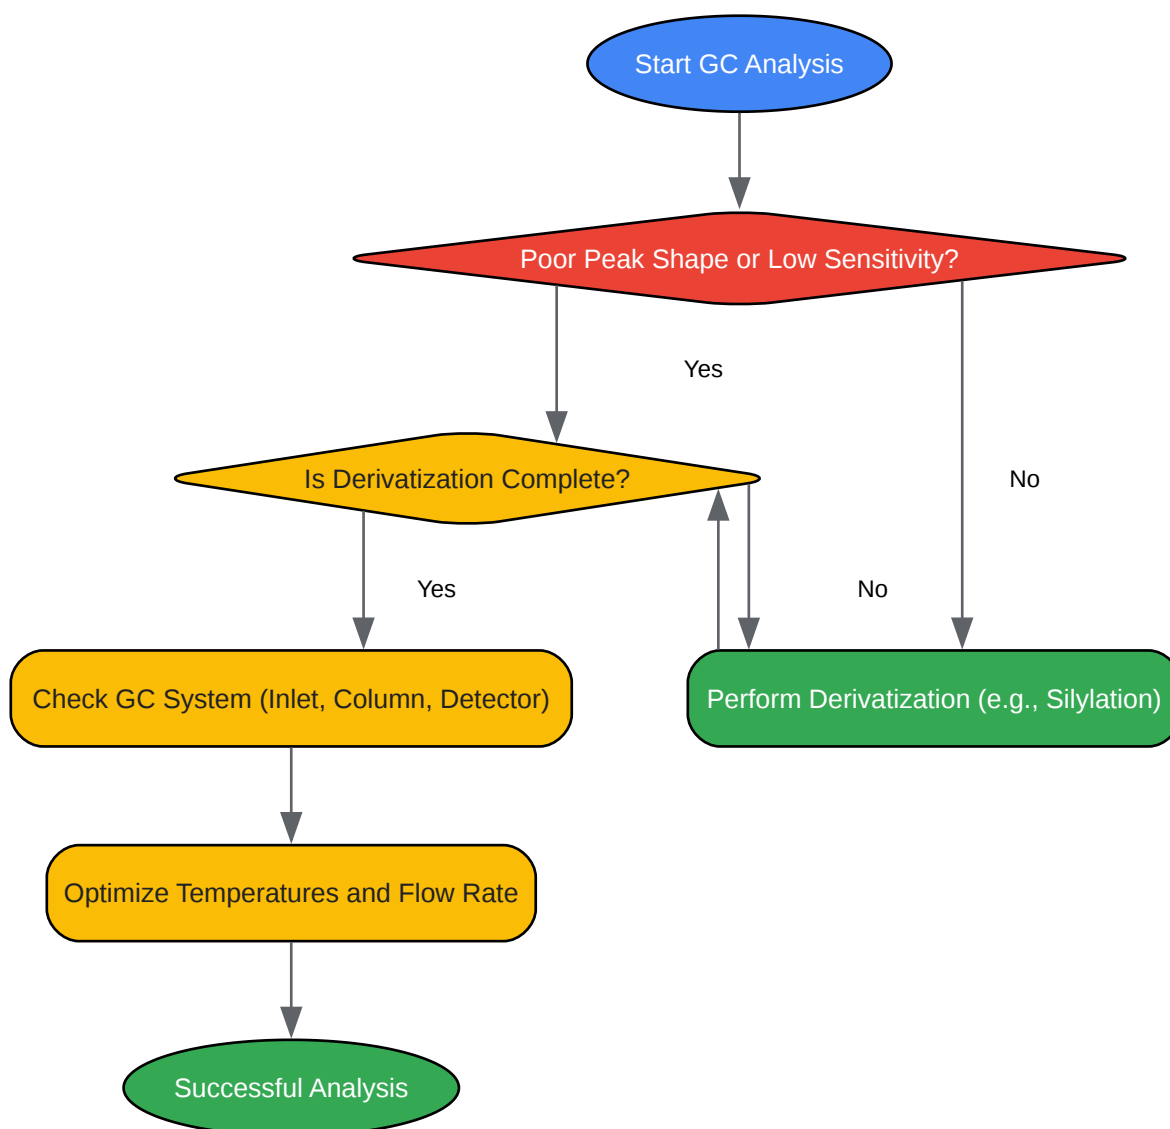 Start GC Analysis
Poor Peak Shape or Low Sensitivity?
Yes
Is Derivatization Complete?
No
Yes
No
Check GC System (Inlet, Column, Detector)
Perform Derivatization (e.g., Silylation)
Optimize Temperatures and Flow Rate
Successful Analysis